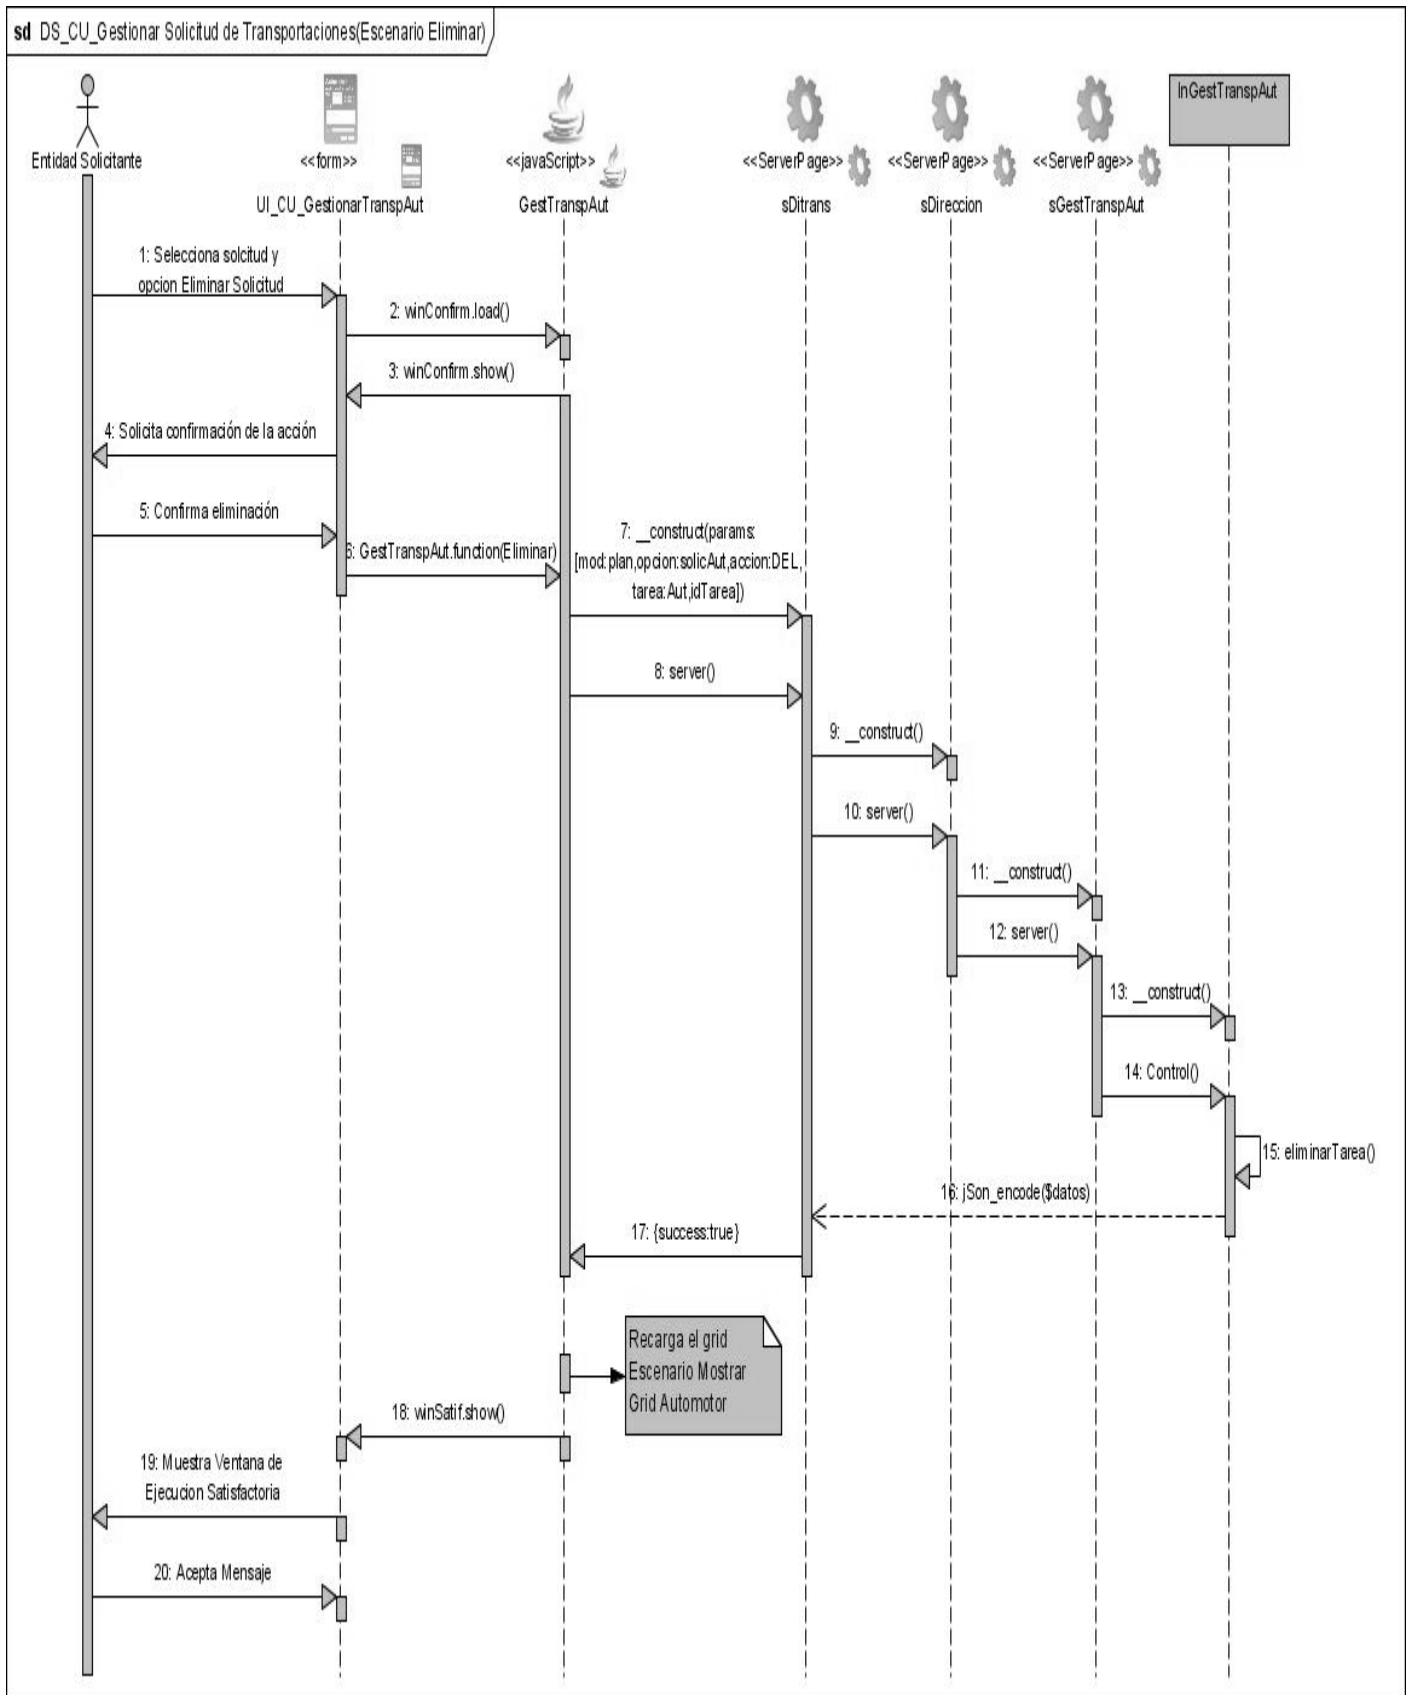 sd DS_CU_Gestionar Solicitud de Transportaciones(Escenario Eliminar)
Entidad Solicitante
<<form>>
UI_CU_GestionarTranspAut
<<javaScript>>
GestTranspAut
<<ServerPage>>
sDitrans
<<ServerPage>>
sDireccion
<<ServerPage>>
sGestTranspAut
InGestTranspAut
1: Selecciona solcitud y
opcion Eliminar Solicitud
2: winConfirm.load()
3: winConfirm.show()
4: Solicita confirmación de la acción
5: Confirma eliminación
6: GestTranspAut.function(Eliminar)
7: __construct(params:
[mod:plan,opcion:solicAut,accion:DEL,
tarea:Aut,idTarea])
8: server()
9: __construct()
10: server()
11: __construct()
12: server()
13: __construct()
14: Control()
15: eliminarTarea()
16: jSon_encode($datos)
17: {success:true}
Recarga el grid
Escenario Mostrar
Grid Automotor
18: winSatif.show()
19: Muestra Ventana de
Ejecucion Satisfactoria
20: Acepta Mensaje